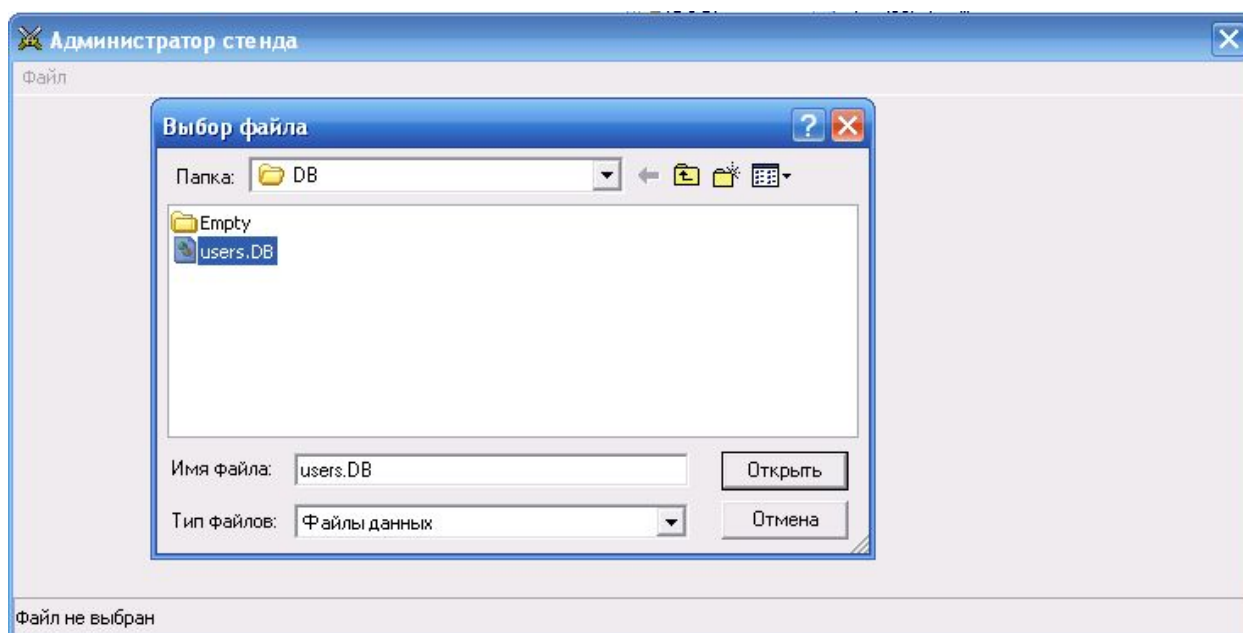 Администратор стенда
Файл
Выбор файла
Папка: DB
Empty
users.DB
Имя файла: users.DB Открыть
Тип файлов: Файлы данных Отмена
Файл не выбран